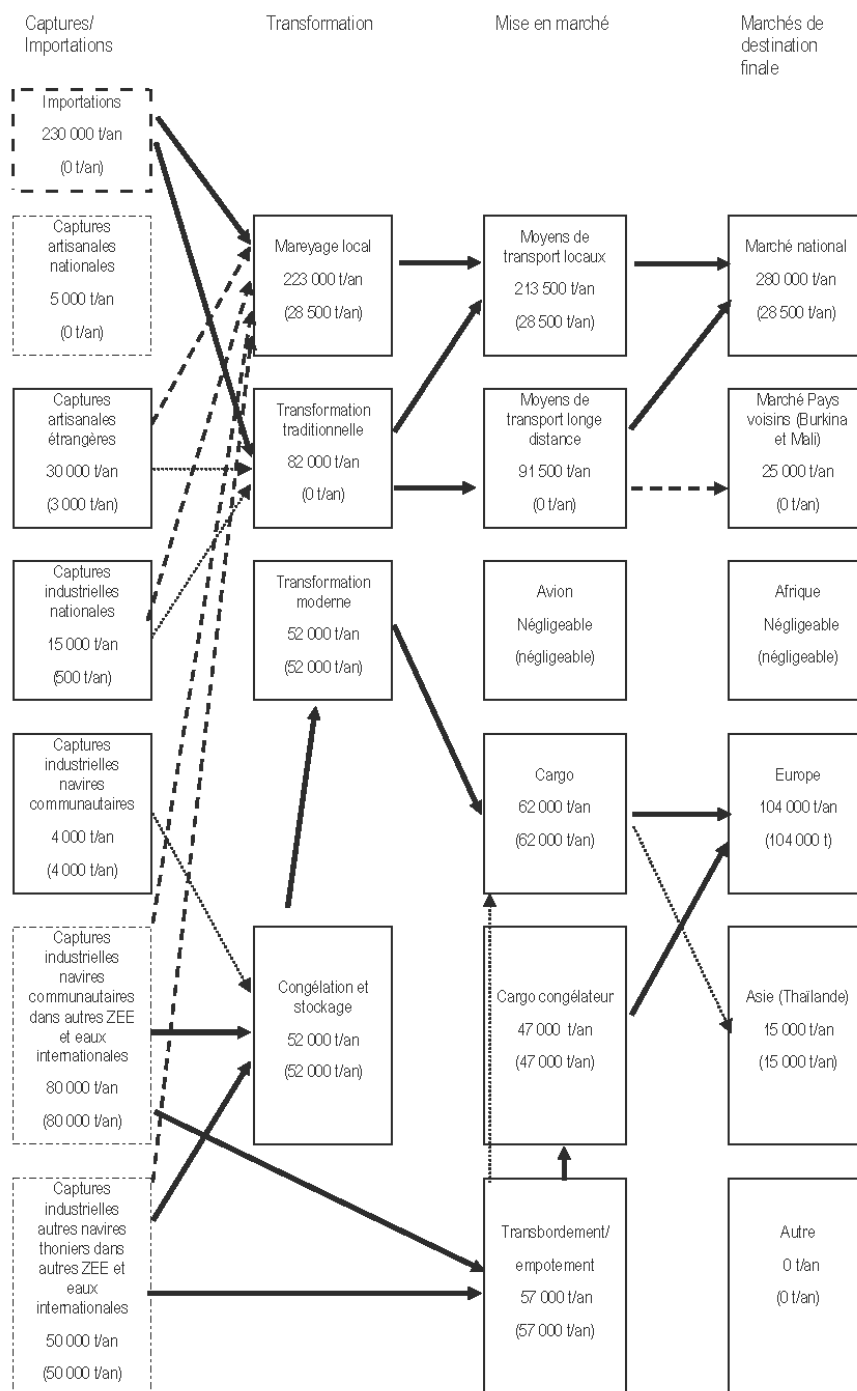 Captures/
Importations
Transformation
Mise en marché
Marchés de
destination
finale
Importations
230 000 t/an
(0 t/an)
Captures
artisanales
nationales
5 000 t/an
(0 t/an)
Mareyage local
223 000 t/an
(28 500 t/an)
Moyens de
transport locaux
213 500 t/an
(28 500 t/an)
Marché national
280 000 t/an
(28 500 t/an)
Captures
artisanales
étrangères
30 000 t/an
(3 000 t/an)
Transformation
traditionnelle
82 000 t/an
(0 t/an)
Moyens de
transport longe
distance
91 500 t/an
(0 t/an)
Marché Pays
voisins (Burkina
et Mali)
25 000 t/an
(0 t/an)
Captures
industrielles
nationales
15 000 t/an
(500 t/an)
Transformation
moderne
52 000 t/an
(52 000 t/an)
Avion
Négligeable
(négligeable)
Afrique
Négligeable
(négligeable)
Captures
industrielles
navires
communautaires
4 000 t/an
(4 000 t/an)
Cargo
62 000 t/an
(62 000 t/an)
Europe
104 000 t/an
(104 000 t)
Captures
industrielles
navires
communautaires
dans autres ZEE
et eaux
internationales
80 000 t/an
(80 000 t/an)
Congélation et
stockage
52 000 t/an
(52 000 t/an)
Cargo congélateur
47 000 t/an
(47 000 t/an)
Asie (Thaïlande)
15 000 t/an
(15 000 t/an)
Captures
industrielles
autres navires
thoniers dans
autres ZEE et
eaux
internationales
50 000 t/an
(50 000 t/an)
Transbordement/
empotement
57 000 t/an
(57 000 t/an)
Autre
0 t/an
(0 t/an)